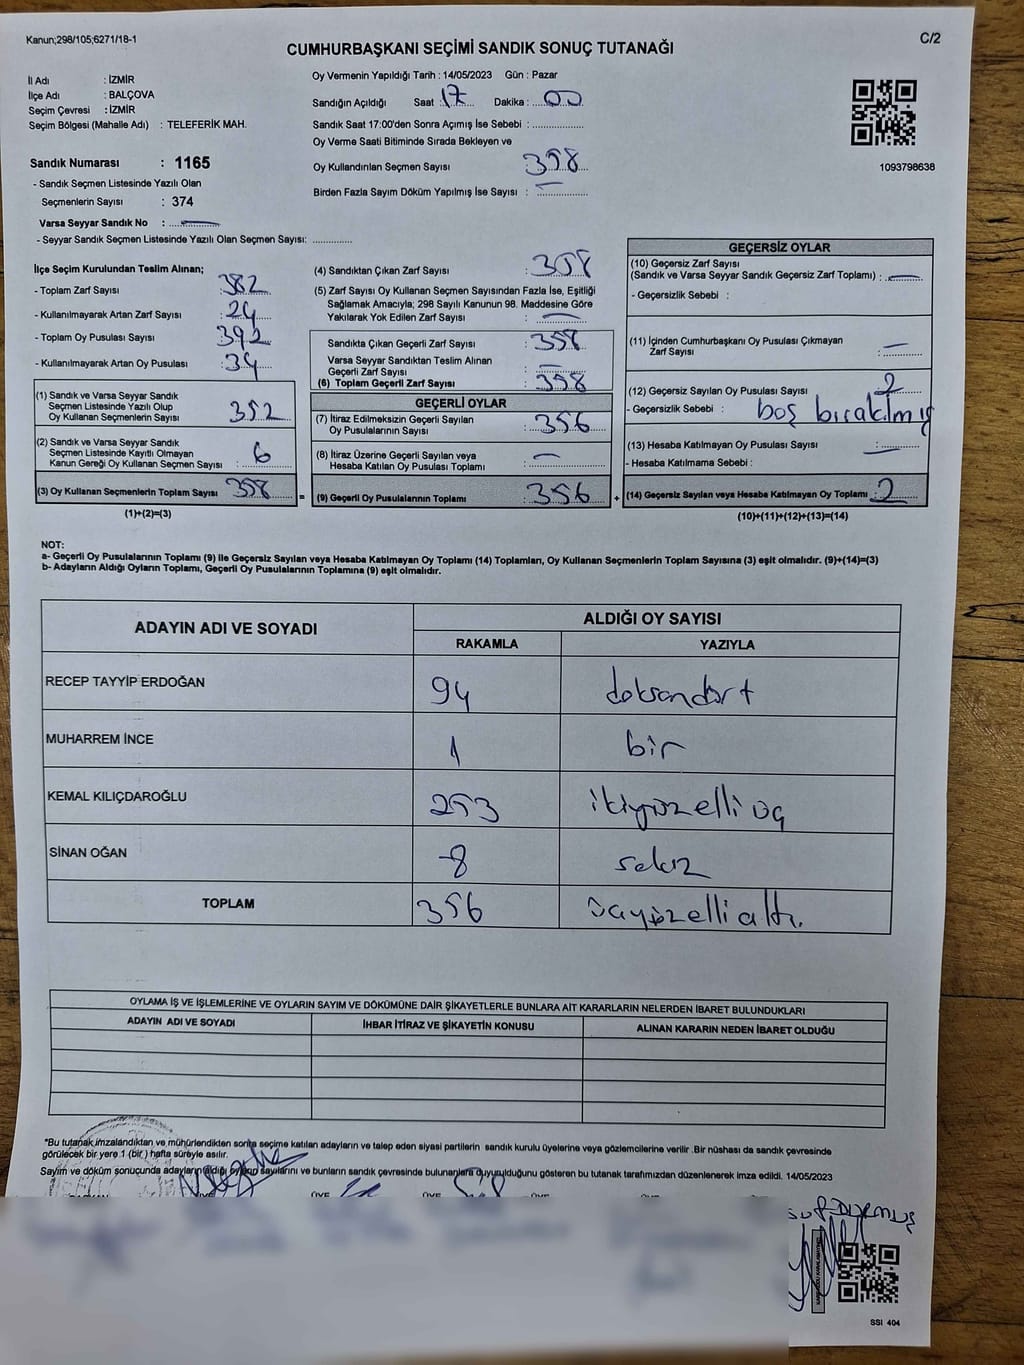 Kanun;298/105;6271/18-1
C/2
CUMHURBAŞKANI SEÇİMİ SANDIK SONUÇ TUTANAĞI
İl Adı : İZMİR
İlçe Adı : BALÇOVA
Seçim Çevresi : İZMİR
Seçim Bölgesi (Mahalle Adı) : TELEFERİK MAH.
Sandık Numarası : 1165
- Sandık Seçmen Listesinde Yazılı Olan
Seçmenlerin Sayısı : 374
Varsa Seyyar Sandık No :
- Seyyar Sandık Seçmen Listesinde Yazılı Olan Seçmen Sayısı:
Oy Vermenin Yapıldığı Tarih : 14/05/2023 Gün : Pazar
Sandığın Açıldığı Saat : 17 Dakika : 00
Sandık Saat 17:00'den Sonra Açımış İse Sebebi :
Oy Verme Saati Bitiminde Sırada Bekleyen ve
Oy Kullandırılan Seçmen Sayısı 358
Birden Fazla Sayım Döküm Yapılmış İse Sayısı :
1093798638
İlçe Seçim Kurulundan Teslim Alınan;
- Toplam Zarf Sayısı : 382
- Kullanılmayarak Artan Zarf Sayısı : 24
- Toplam Oy Pusulası Sayısı : 392
- Kullanılmayarak Artan Oy Pusulası : 34
(1) Sandık ve Varsa Seyyar Sandık
Seçmen Listesinde Yazılı Olup
Oy Kullanan Seçmenlerin Sayısı : 352
(2) Sandık ve Varsa Seyyar Sandık
Seçmen Listesinde Kayıtlı Olmayan
Kanun Gereği Oy Kullanan Seçmen Sayısı : 6
(3) Oy Kullanan Seçmenlerin Toplam Sayısı 358
(1)+(2)=(3)
(4) Sandıktan Çıkan Zarf Sayısı : 358
(5) Zarf Sayısı Oy Kullanan Seçmen Sayısından Fazla İse, Eşitliği
Sağlamak Amacıyla; 298 Sayılı Kanunun 98. Maddesine Göre
Yakılarak Yok Edilen Zarf Sayısı :
Sandıkta Çıkan Geçerli Zarf Sayısı : 358
Varsa Seyyar Sandıktan Teslim Alınan
Geçerli Zarf Sayısı :
(6) Toplam Geçerli Zarf Sayısı : 358
GEÇERLİ OYLAR
(7) İtiraz Edilmeksizin Geçerli Sayılan
Oy Pusulalarının Sayısı : 356
(8) İtiraz Üzerine Geçerli Sayılan veya
Hesaba Katılan Oy Pusulası Toplamı :
(9) Geçerli Oy Pusulalarının Toplamı : 356
GEÇERSİZ OYLAR
(10) Geçersiz Zarf Sayısı
(Sandık ve Varsa Seyyar Sandık Geçersiz Zarf Toplamı) :
- Geçersizlik Sebebi :
(11) İçinden Cumhurbaşkanı Oy Pusulası Çıkmayan
Zarf Sayısı :
(12) Geçersiz Sayılan Oy Pusulası Sayısı : 2
- Geçersizlik Sebebi : boş bırakılmış
(13) Hesaba Katılmayan Oy Pusulası Sayısı :
- Hesaba Katılmama Sebebi :
(14) Geçersiz Sayılan veya Hesaba Katılmayan Oy Toplamı : 2
(10)+(11)+(12)+(13)=(14)
NOT:
a- Geçerli Oy Pusulalarının Toplamı (9) ile Geçersiz Sayılan veya Hesaba Katılmayan Oy Toplamı (14) Toplamları, Oy Kullanan Seçmenlerin Toplam Sayısına (3) eşit olmalıdır. (9)+(14)=(3)
b- Adayların Aldığı Oyların Toplamı, Geçerli Oy Pusulalarının Toplamına (9) eşit olmalıdır.
ADAYIN ADI VE SOYADI
ALDIĞI OY SAYISI
RAKAMLA YAZIYLA
RECEP TAYYİP ERDOĞAN 94 doksandört
MUHARREM İNCE 1 bir
KEMAL KILIÇDAROĞLU 253 ikiyüzelli üç
SİNAN OĞAN 8 sekiz
TOPLAM 356 üçyüzelli altı.
OYLAMA İŞ VE İŞLEMLERİNE VE OYLARIN SAYIM VE DÖKÜMÜNE DAİR ŞİKAYETLERLE BUNLARA AİT KARARLARIN NELERDEN İBARET BULUNDUKLARI
ADAYIN ADI VE SOYADI İHBAR İTİRAZ VE ŞİKAYETİN KONUSU ALINAN KARARIN NEDEN İBARET OLDUĞU
*Bu tutanak imzalandıktan ve mühürlendikten sonra seçime katılan adayların ve talep eden siyasi partilerin sandık kurulu üyelerine veya gözlemcilerine verilir .Bir nüshası da sandık çevresinde
görülecek bir yere 1 (bir ) hafta süreyle asılır.
Sayım ve döküm sonucunda adayların aldığı oyların sayılarını ve bunların sandık çevresinde bulunanlara duyurulduğunu gösteren bu tutanak tarafımızdan düzenlenerek imza edildi. 14/05/2023
ÜYE ÜYE ÜYE
SSI 404